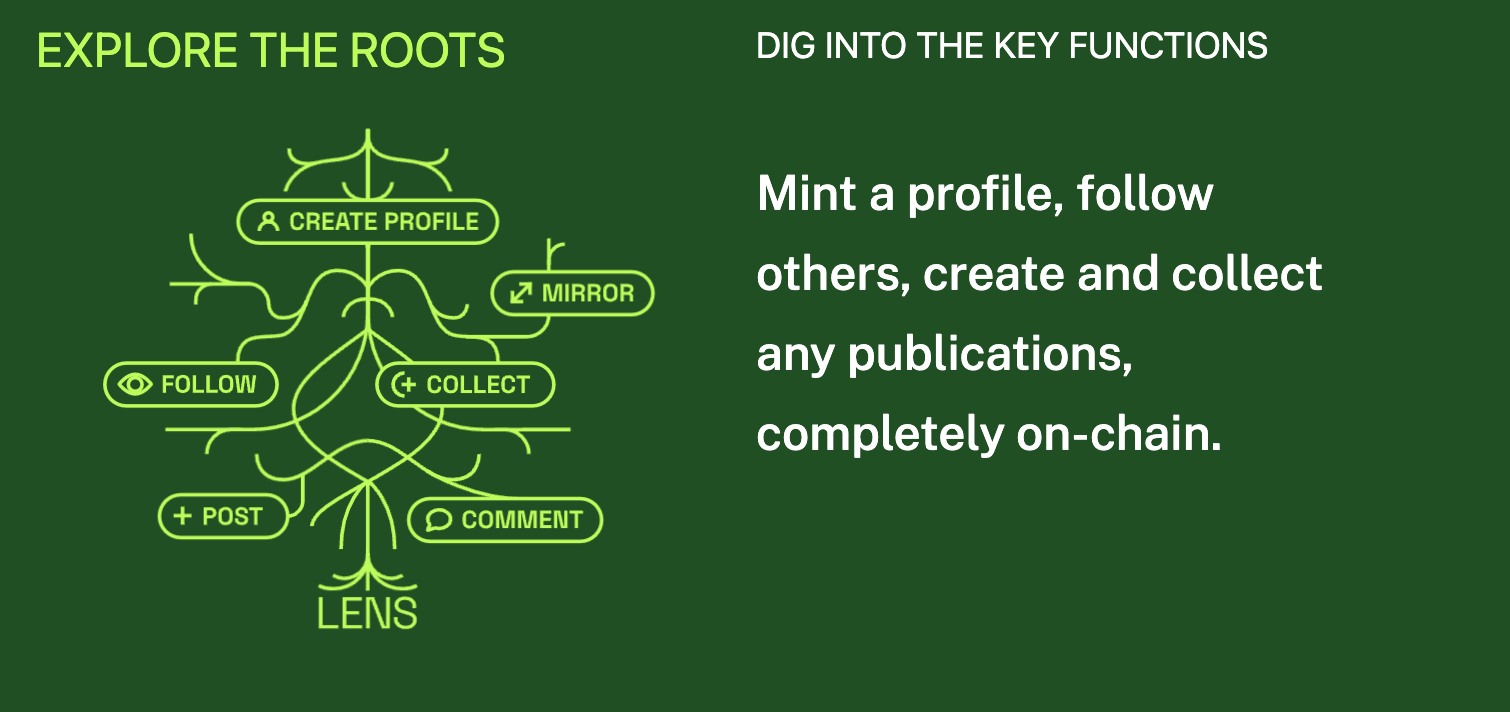 EXPLORE THE ROOTS
CREATE PROFILE
MIRROR
FOLLOW
COLLECT
POST
COMMENT
LENS
DIG INTO THE KEY FUNCTIONS
Mint a profile, follow
others, create and collect
any publications,
completely on-chain.